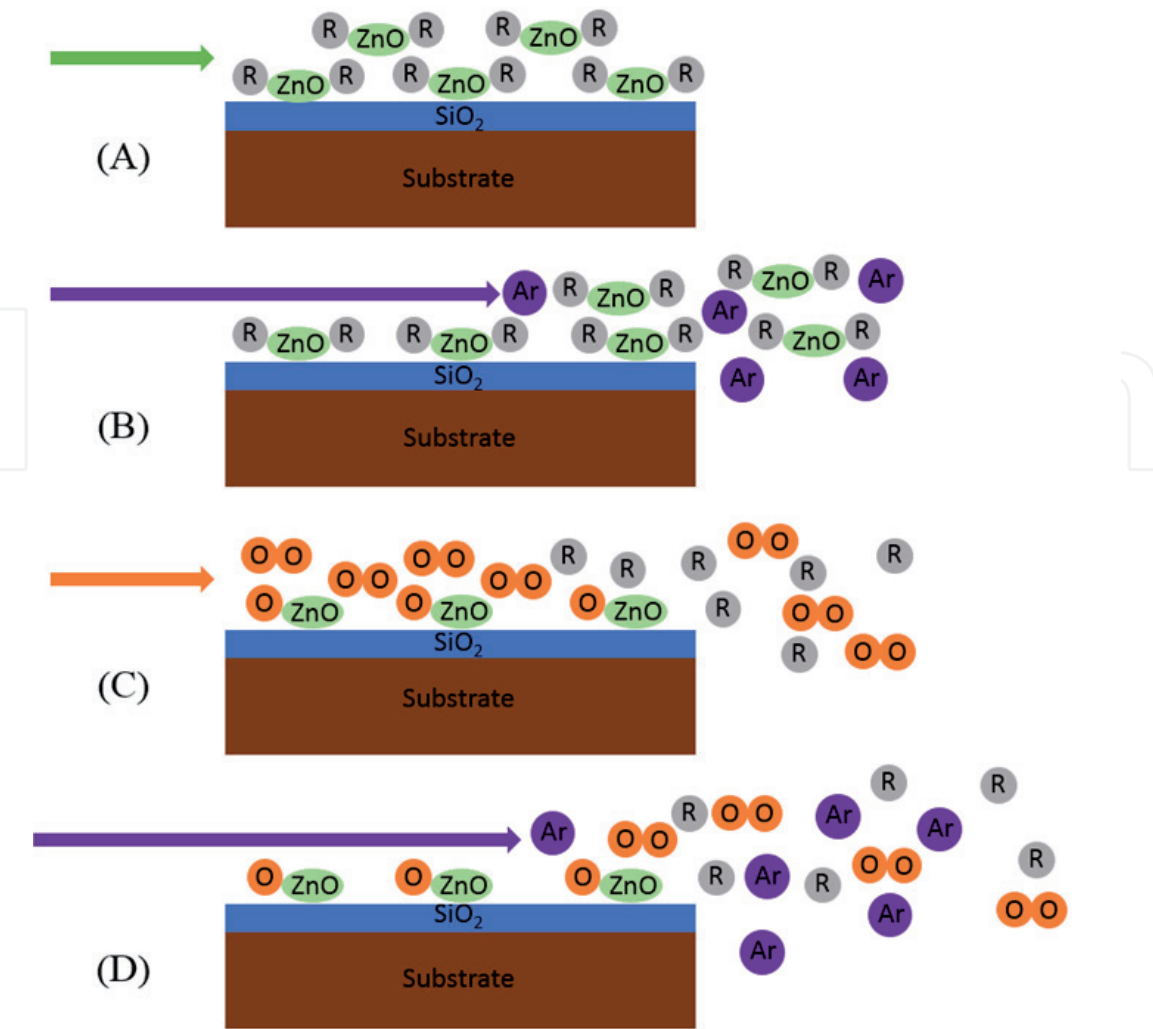 R ZnO R R ZnO R
R ZnO R R ZnO R R ZnO R
SiO2
(A)
Substrate
R ZnO R Ar
Ar R ZnO R
Ar
R ZnO R R ZnO R R ZnO R R ZnO R
SiO2
Ar Ar
(B)
Substrate
O O O O R O O R
O O O O R R R
O ZnO O ZnO O ZnO R O O
SiO2
R O O
(C)
Substrate
R R
Ar O O R O O Ar Ar
O ZnO O ZnO O ZnO R Ar R O O R
SiO2
Ar O O
Ar
(D)
Substrate